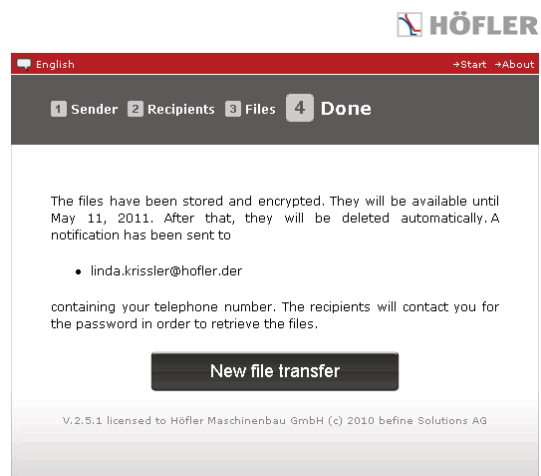 HÖFLER
English →Start →About
1 Sender 2 Recipients 3 Files 4 Done
The files have been stored and encrypted. They will be available until
May 11, 2011. After that, they will be deleted automatically. A
notification has been sent to
• linda.krissler@hofler.der
containing your telephone number. The recipients will contact you for
the password in order to retrieve the files.
New file transfer
V.2.5.1 licensed to Höfler Maschinenbau GmbH (c) 2010 befine Solutions AG